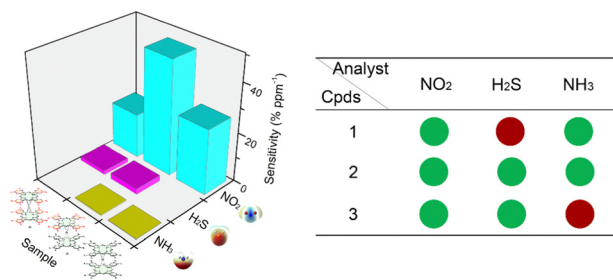 40
20
0
Sensitivity (% ppm⁻¹)
NO₂
H₂S
NH₃
Sample
Analyst
Cpds
NO₂ H₂S NH₃
1
2
3